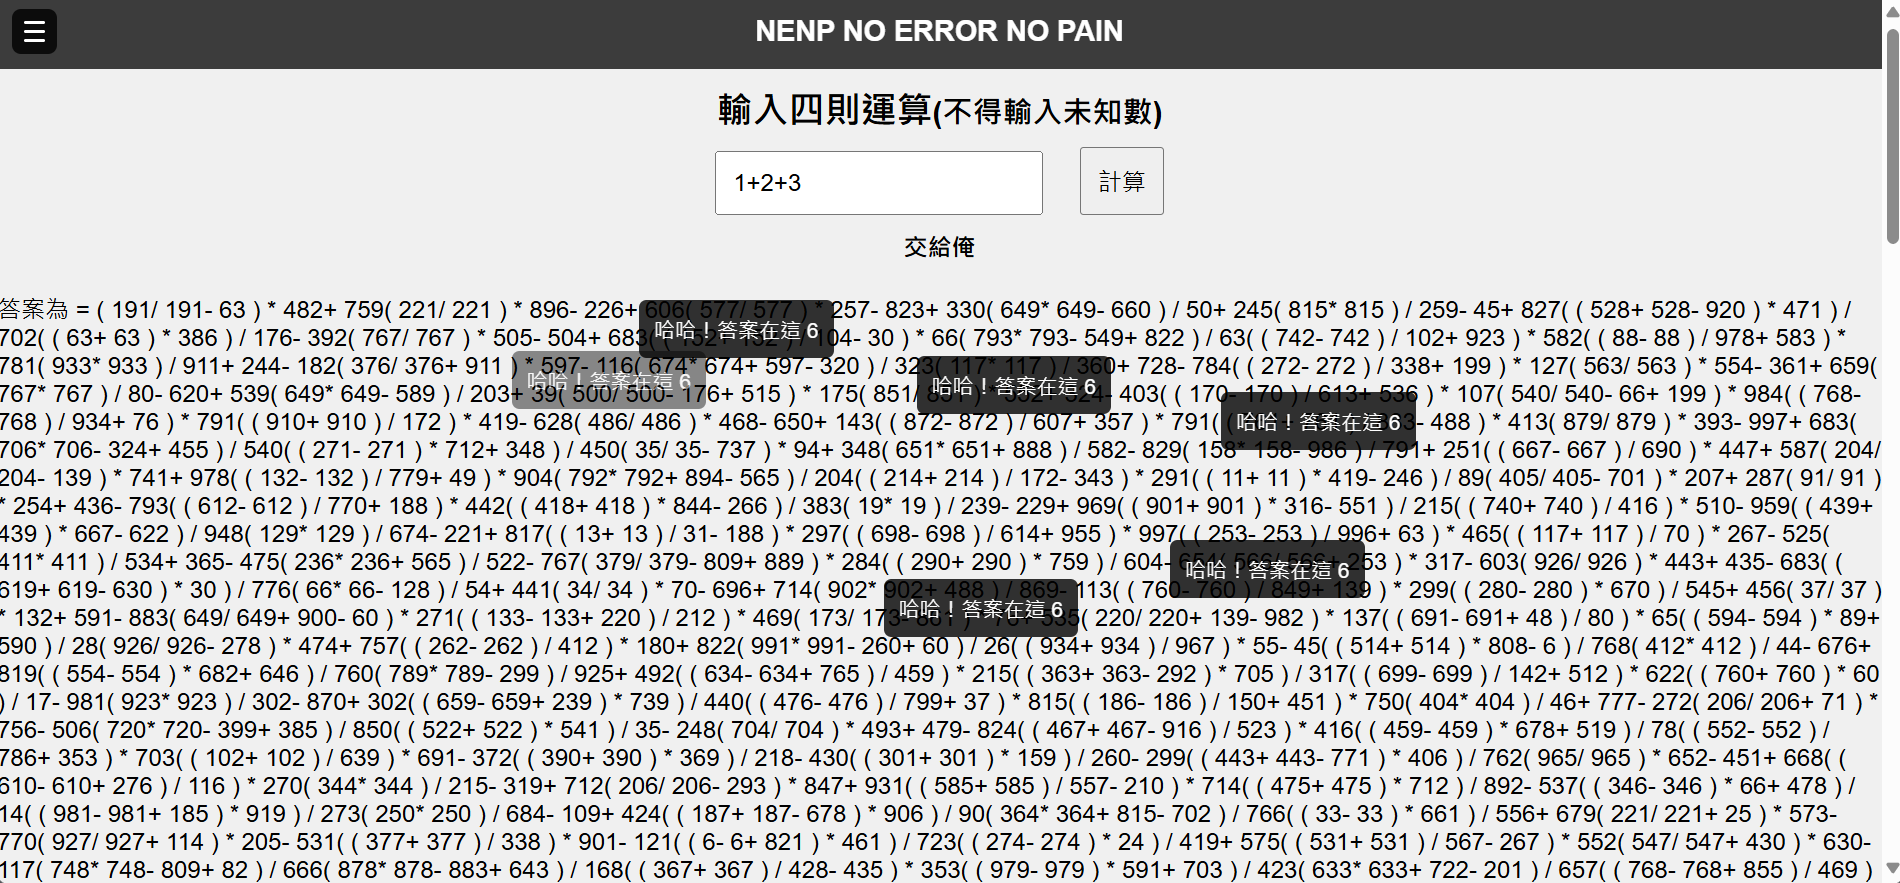 NENP NO ERROR NO PAIN
輸入四則運算(不得輸入未知數)
1+2+3
計算
交給俺
答案為 = ( 191/ 191- 63 ) * 482+ 759( 221/ 221 ) * 896- 226+ 606( 577/ 577 ) * 257- 823+ 330( 649* 649- 660 ) / 50+ 245( 815* 815 ) / 259- 45+ 827( ( 528+ 528- 920 ) * 471 ) /
702( ( 63+ 63 ) * 386 ) / 176- 392( 767/ 767 ) * 505- 504+ 683( 104- 30 ) * 66( 793* 793- 549+ 822 ) / 63( ( 742- 742 ) / 102+ 923 ) * 582( ( 88- 88 ) / 978+ 583 ) *
哈哈！答案在這 6
781( 933* 933 ) / 911+ 244- 182( 376/ 376+ 911 ) * 597- 116( 674* 674+ 597- 320 ) / 323( 117* 117 ) / 360+ 728- 784( ( 272- 272 ) / 338+ 199 ) * 127( 563/ 563 ) * 554- 361+ 659(
哈哈！答案在這 6
哈哈！答案在這 6
767* 767 ) / 80- 620+ 539( 649* 649- 589 ) / 203+ 39( 500/ 500- 176+ 515 ) * 175( 851/ 403( ( 170- 170 ) / 613+ 536 ) * 107( 540/ 540- 66+ 199 ) * 984( ( 768-
768 ) / 934+ 76 ) * 791( ( 910+ 910 ) / 172 ) * 419- 628( 486/ 486 ) * 468- 650+ 143( ( 872- 872 ) / 607+ 357 ) * 791( - 488 ) * 413( 879/ 879 ) * 393- 997+ 683(
哈哈！答案在這 6
706* 706- 324+ 455 ) / 540( ( 271- 271 ) * 712+ 348 ) / 450( 35/ 35- 737 ) * 94+ 348( 651* 651+ 888 ) / 582- 829( 158* 158- 986 ) / 791+ 251( ( 667- 667 ) / 690 ) * 447+ 587( 204/
204- 139 ) * 741+ 978( ( 132- 132 ) / 779+ 49 ) * 904( 792* 792+ 894- 565 ) / 204( ( 214+ 214 ) / 172- 343 ) * 291( ( 11+ 11 ) * 419- 246 ) / 89( 405/ 405- 701 ) * 207+ 287( 91/ 91 )
* 254+ 436- 793( ( 612- 612 ) / 770+ 188 ) * 442( ( 418+ 418 ) * 844- 266 ) / 383( 19* 19 ) / 239- 229+ 969( ( 901+ 901 ) * 316- 551 ) / 215( ( 740+ 740 ) / 416 ) * 510- 959( ( 439+
439 ) * 667- 622 ) / 948( 129* 129 ) / 674- 221+ 817( ( 13+ 13 ) / 31- 188 ) * 297( ( 698- 698 ) / 614+ 955 ) * 997( ( 253- 253 ) / 996+ 63 ) * 465( ( 117+ 117 ) / 70 ) * 267- 525(
411* 411 ) / 534+ 365- 475( 236* 236+ 565 ) / 522- 767( 379/ 379- 809+ 889 ) * 284( ( 290+ 290 ) * 759 ) / 604- 654( 566/ 566+ 253 ) * 317- 603( 926/ 926 ) * 443+ 435- 683( (
哈哈！答案在這 6
619+ 619- 630 ) * 30 ) / 776( 66* 66- 128 ) / 54+ 441( 34/ 34 ) * 70- 696+ 714( 902* 902+ 488 ) / 869- 113( ( 760- 760 ) / 849+ 139 ) * 299( ( 280- 280 ) * 670 ) / 545+ 456( 37/ 37 )
哈哈！答案在這 6
* 132+ 591- 883( 649/ 649+ 900- 60 ) * 271( ( 133- 133+ 220 ) / 212 ) * 469( 173/ 173- ( 220/ 220+ 139- 982 ) * 137( ( 691- 691+ 48 ) / 80 ) * 65( ( 594- 594 ) * 89+
590 ) / 28( 926/ 926- 278 ) * 474+ 757( ( 262- 262 ) / 412 ) * 180+ 822( 991* 991- 260+ 60 ) / 26( ( 934+ 934 ) / 967 ) * 55- 45( ( 514+ 514 ) * 808- 6 ) / 768( 412* 412 ) / 44- 676+
819( ( 554- 554 ) * 682+ 646 ) / 760( 789* 789- 299 ) / 925+ 492( ( 634- 634+ 765 ) / 459 ) * 215( ( 363+ 363- 292 ) * 705 ) / 317( ( 699- 699 ) / 142+ 512 ) * 622( ( 760+ 760 ) * 60
) / 17- 981( 923* 923 ) / 302- 870+ 302( ( 659- 659+ 239 ) * 739 ) / 440( ( 476- 476 ) / 799+ 37 ) * 815( ( 186- 186 ) / 150+ 451 ) * 750( 404* 404 ) / 46+ 777- 272( 206/ 206+ 71 ) *
756- 506( 720* 720- 399+ 385 ) / 850( ( 522+ 522 ) * 541 ) / 35- 248( 704/ 704 ) * 493+ 479- 824( ( 467+ 467- 916 ) / 523 ) * 416( ( 459- 459 ) * 678+ 519 ) / 78( ( 552- 552 ) /
786+ 353 ) * 703( ( 102+ 102 ) / 639 ) * 691- 372( ( 390+ 390 ) * 369 ) / 218- 430( ( 301+ 301 ) * 159 ) / 260- 299( ( 443+ 443- 771 ) * 406 ) / 762( 965/ 965 ) * 652- 451+ 668( (
610- 610+ 276 ) / 116 ) * 270( 344* 344 ) / 215- 319+ 712( 206/ 206- 293 ) * 847+ 931( ( 585+ 585 ) / 557- 210 ) * 714( ( 475+ 475 ) * 712 ) / 892- 537( ( 346- 346 ) * 66+ 478 ) /
14( ( 981- 981+ 185 ) * 919 ) / 273( 250* 250 ) / 684- 109+ 424( ( 187+ 187- 678 ) * 906 ) / 90( 364* 364+ 815- 702 ) / 766( ( 33- 33 ) * 661 ) / 556+ 679( 221/ 221+ 25 ) * 573-
770( 927/ 927+ 114 ) * 205- 531( ( 377+ 377 ) / 338 ) * 901- 121( ( 6- 6+ 821 ) * 461 ) / 723( ( 274- 274 ) * 24 ) / 419+ 575( ( 531+ 531 ) / 567- 267 ) * 552( 547/ 547+ 430 ) * 630-
117( 748* 748- 809+ 82 ) / 666( 878* 878- 883+ 643 ) / 168( ( 367+ 367 ) / 428- 435 ) * 353( ( 979- 979 ) * 591+ 703 ) / 423( 633* 633+ 722- 201 ) / 657( ( 768- 768+ 855 ) / 469 )